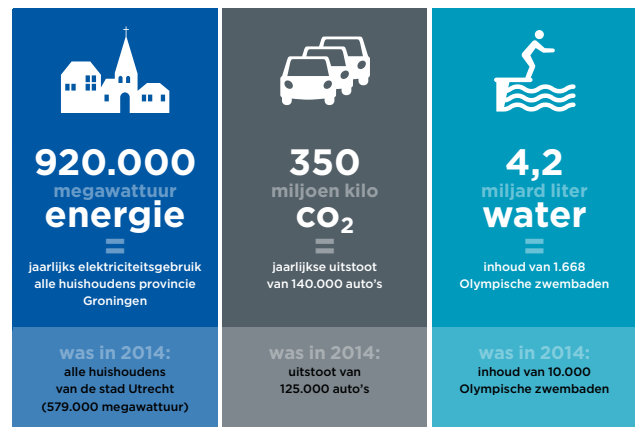 920.000
megawattuur
energie
=
jaarlijks elektriciteitsgebruik
alle huishoudens provincie
Groningen
was in 2014:
alle huishoudens
van de stad Utrecht
(579.000 megawattuur)
350
miljoen kilo
CO₂
=
jaarlijkse uitstoot
van 140.000 auto's
was in 2014:
uitstoot van
125.000 auto's
4,2
miljard liter
water
=
inhoud van 1.668
Olympische zwembaden
was in 2014:
inhoud van 10.000
Olympische zwembaden